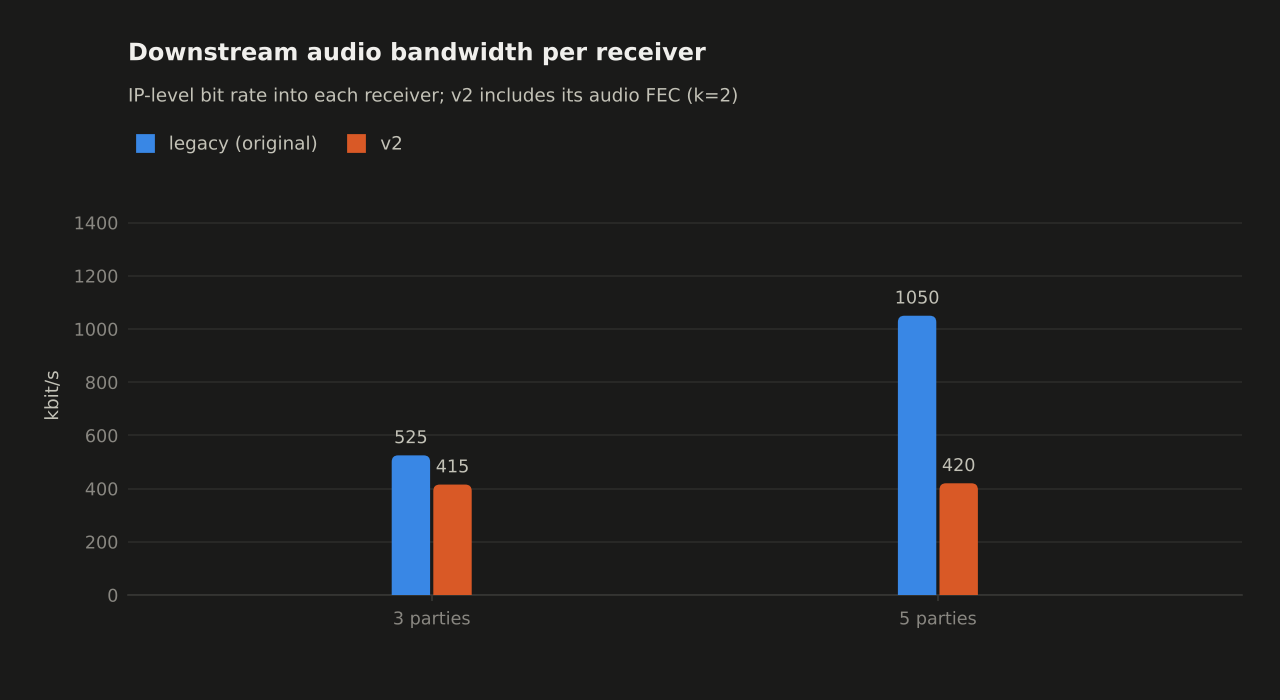 Downstream audio bandwidth per receiver
IP-level bit rate into each receiver; v2 includes its audio FEC (k=2)
legacy (original)
v2
1400
1200
1000
800
600
400
200
0
kbit/s
525
415
1050
420
3 parties
5 parties